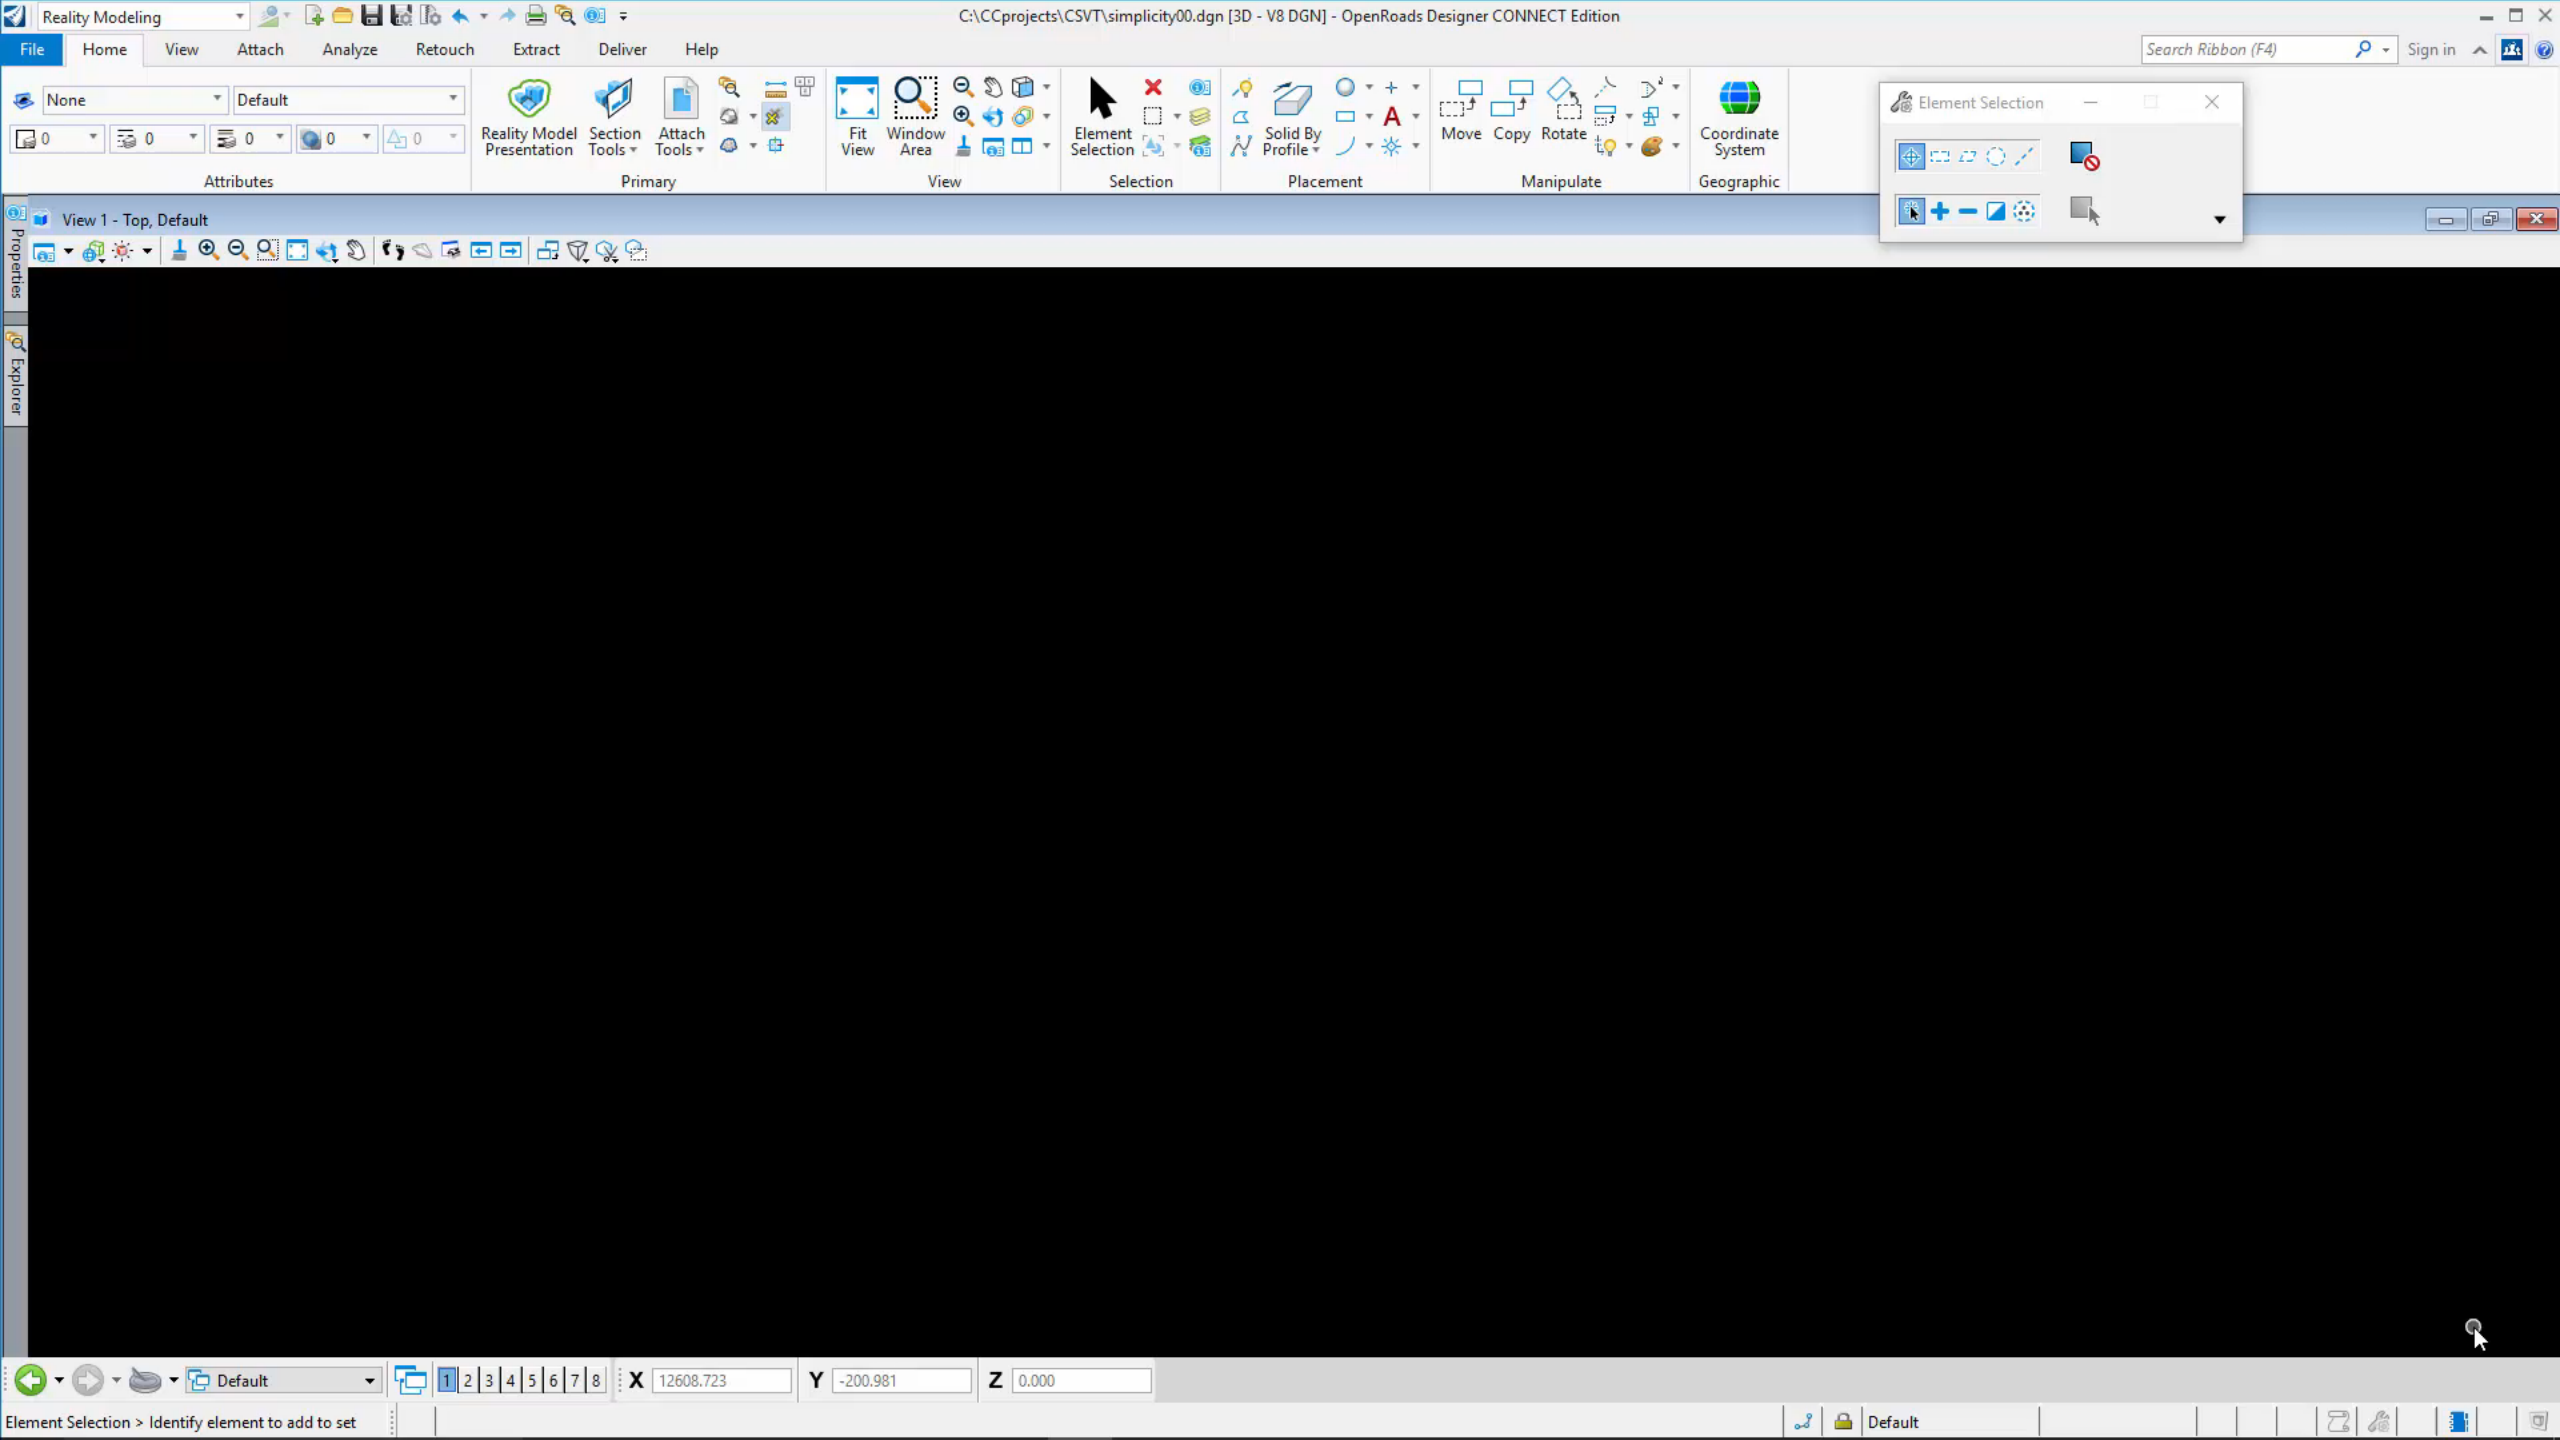 Reality Modeling
C:\CCprojects\CSVT\simplicity00.dgn [3D - V8 DGN] - OpenRoads Designer CONNECT Edition
File Home View Attach Analyze Retouch Extract Deliver Help
Search Ribbon (F4) Sign in
None Default
0 0 0 0 0
Attributes
Reality Model Presentation
Section Tools
Attach Tools
Primary
Fit View
Window Area
View
Element Selection
Selection
Solid By Profile
Placement
Move Copy Rotate
Manipulate
Coordinate System
Geographic
Element Selection
View 1 - Top, Default
Properties
Explorer
Default 1 2 3 4 5 6 7 8 X 12608.723 Y -200.981 Z 0.000
Element Selection > Identify element to add to set
Default